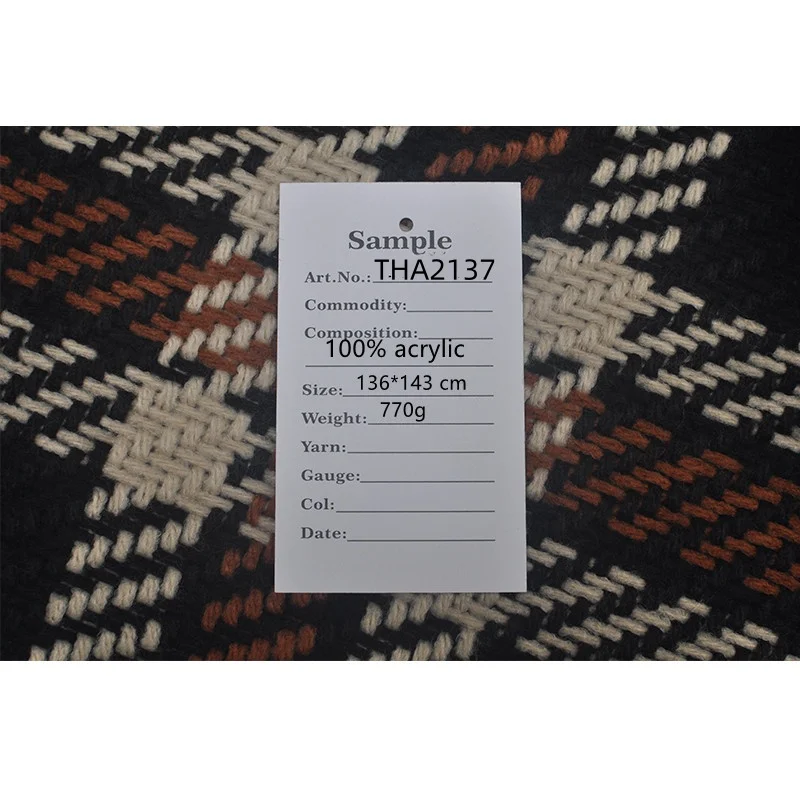 Sample
Art.No.: THA2137
Commodity:
Composition:
100% acrylic
Size: 136*143 cm
Weight: 770g
Yarn:
Gauge:
Col:
Date: